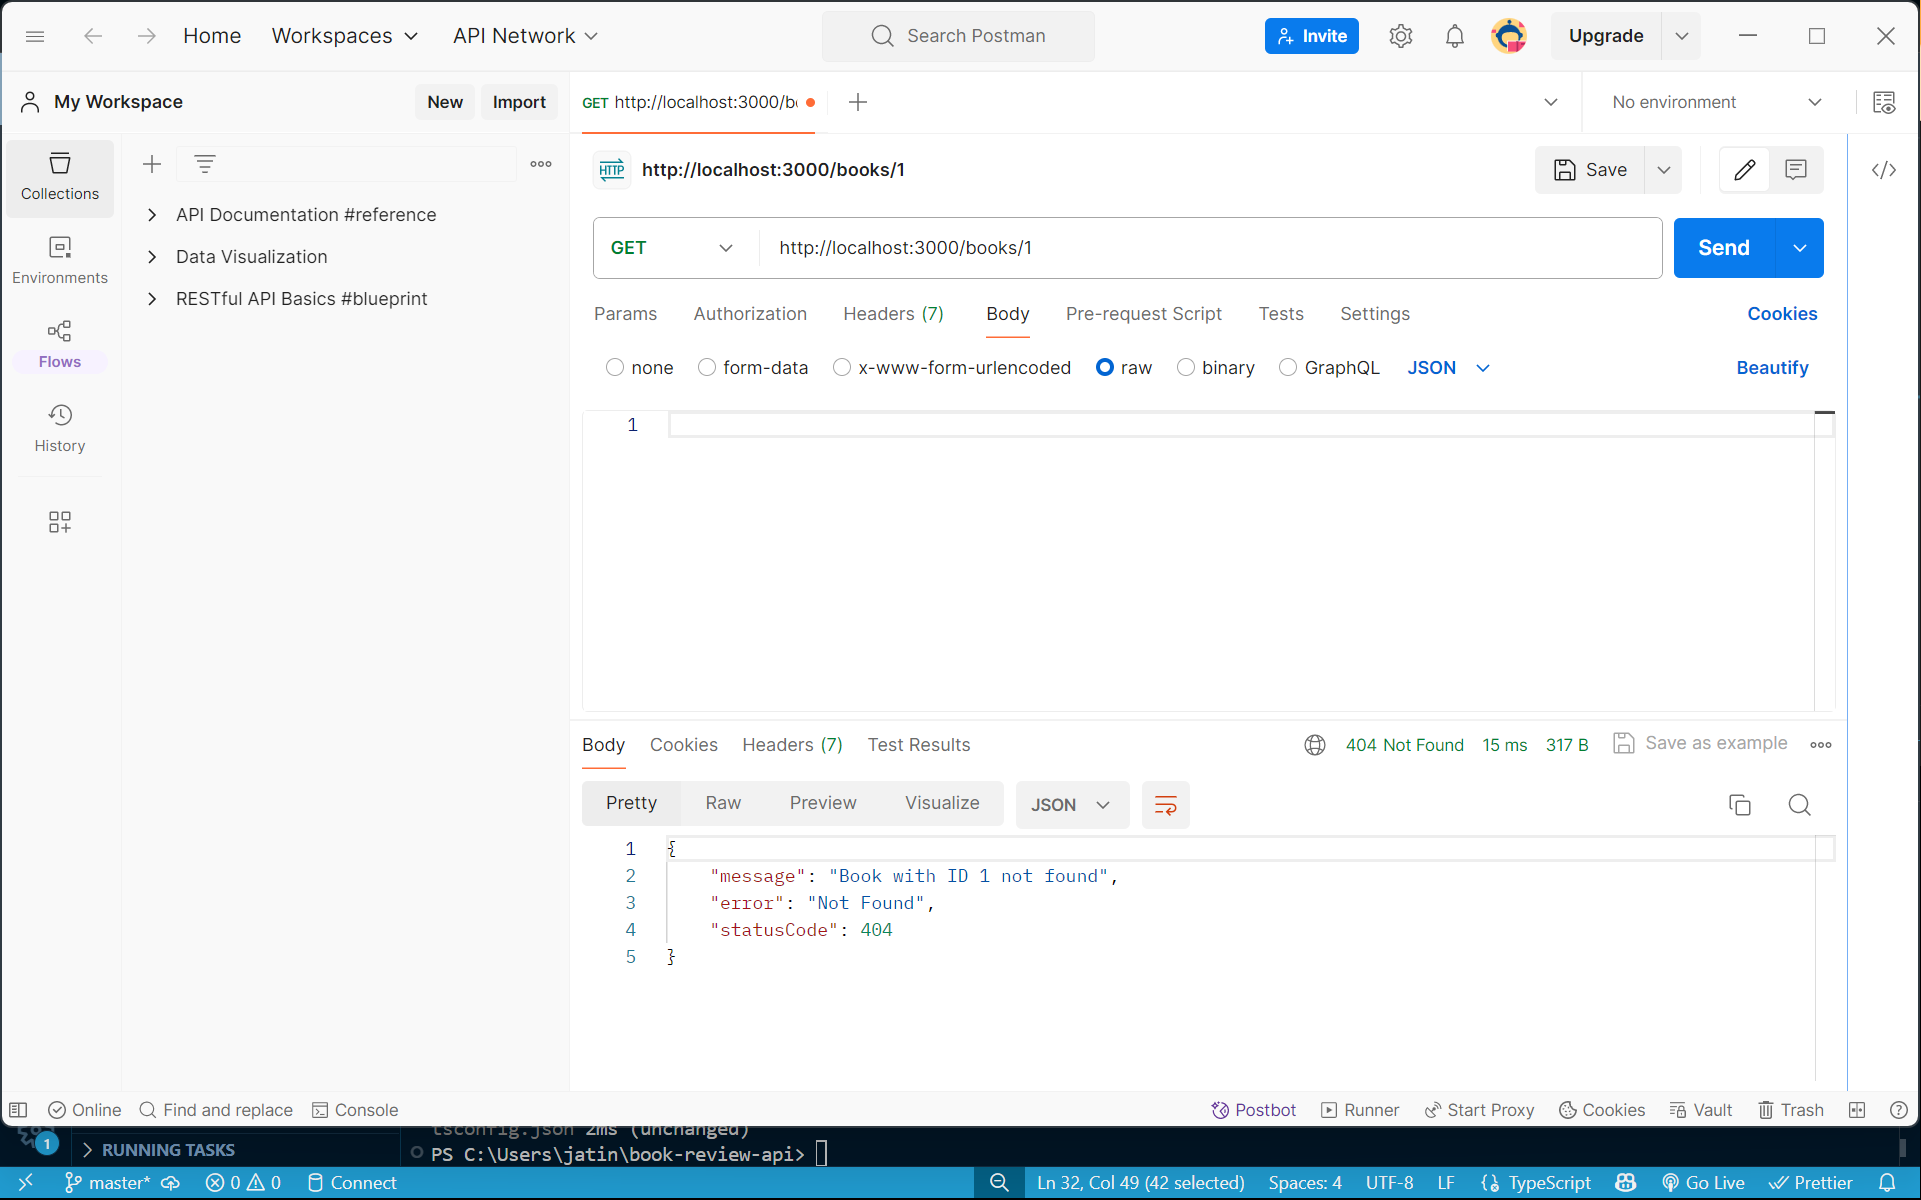 Home Workspaces API Network Search Postman Invite Upgrade
My Workspace New Import GET http://localhost:3000/b No environment
Collections
Environments
Flows
History
API Documentation #reference
Data Visualization
RESTful API Basics #blueprint
HTTP http://localhost:3000/books/1 Save
GET http://localhost:3000/books/1 Send
Params Authorization Headers (7) Body Pre-request Script Tests Settings Cookies
none form-data x-www-form-urlencoded raw binary GraphQL JSON Beautify
1
Body Cookies Headers (7) Test Results 404 Not Found 15 ms 317 B Save as example
Pretty Raw Preview Visualize JSON
1 {
2 "message": "Book with ID 1 not found",
3 "error": "Not Found",
4 "statusCode": 404
5 }
Online Find and replace Console Postbot Runner Start Proxy Cookies Vault Trash
tsconfig.json 2ms (unchanged)
1 RUNNING TASKS PS C:\Users\jatin\book-review-api>
master* 0 0 Connect Ln 32, Col 49 (42 selected) Spaces: 4 UTF-8 LF TypeScript Go Live Prettier